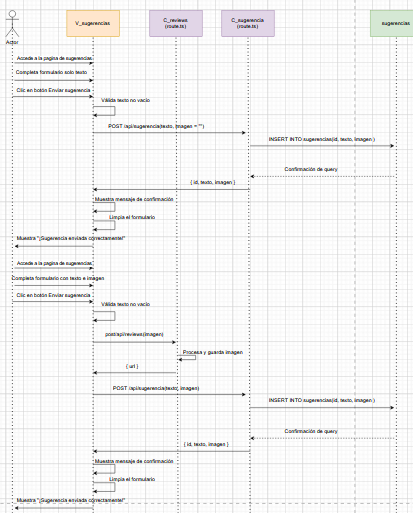 V_sugerencias
C_reviews
(route.ts)
C_sugerencia
(route.ts)
sugerencias
Actor
Accede a la pagina de sugerencias
Completa formulario solo texto
Clic en botón Enviar sugerencia
Válida texto no vacío
POST /api/sugerencia(texto, imagen = "")
INSERT INTO sugerencias(id, texto, imagen )
Confirmación de query
{ id, texto, imagen }
Muestra mensaje de confirmación
Limpia el formulario
Muestra "¡Sugerencia enviada correctamente!"
Accede a la pagina de sugerencias
Completa formulario con texto e imagen
Clic en botón Enviar sugerencia
Válida texto no vacío
post/api/reviews(imagen)
Procesa y guarda imagen
{ url }
POST /api/sugerencia(texto, imagen)
INSERT INTO sugerencias(id, texto, imagen )
Confirmación de query
{ id, texto, imagen }
Muestra mensaje de confirmación
Limpia el formulario
Muestra "¡Sugerencia enviada correctamente!"